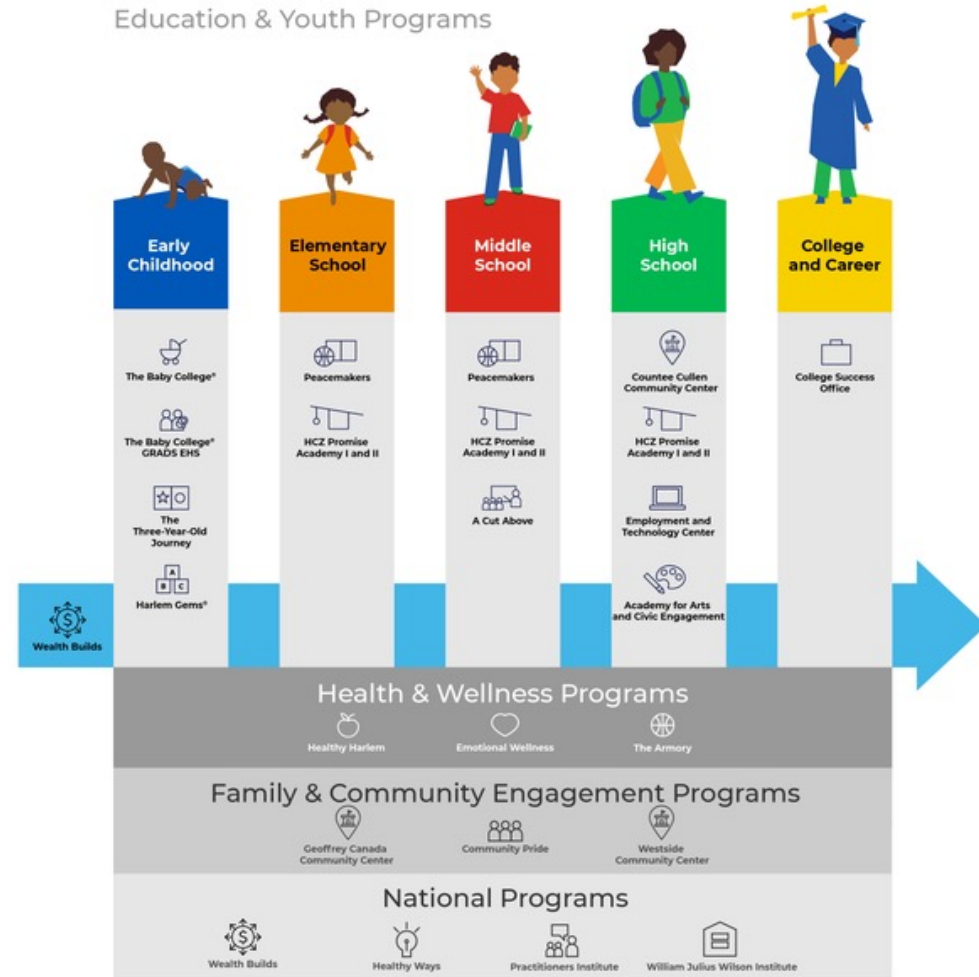 Education & Youth Programs
Early
Childhood
Elementary
School
Middle
School
High
School
College
and Career
The Baby College®
The Baby College®
GRADS EHS
The
Three-Year-Old
Journey
A
B C
Harlem Gems®
Peacemakers
HCZ Promise
Academy I and II
Peacemakers
HCZ Promise
Academy I and II
A Cut Above
Countee Cullen
Community Center
HCZ Promise
Academy I and II
Employment and
Technology Center
Academy for Arts
and Civic Engagement
College Success
Office
$
Wealth Builds
Health & Wellness Programs
Healthy Harlem
Emotional Wellness
The Armory
Family & Community Engagement Programs
Geoffrey Canada
Community Center
Community Pride
Westside
Community Center
National Programs
$
Wealth Builds
Healthy Ways
Practitioners Institute
William Julius Wilson Institute